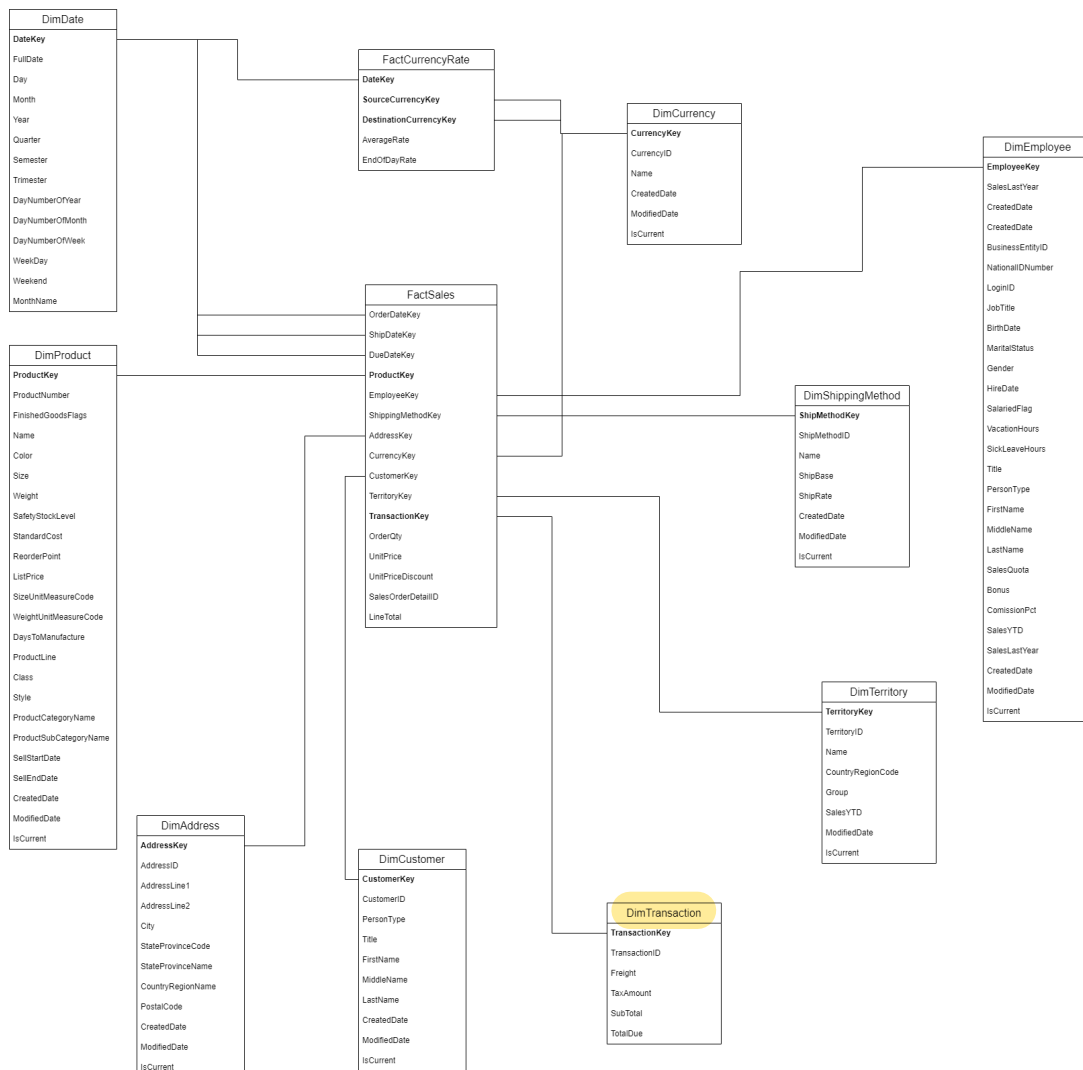 DimDate
DateKey
FullDate
Day
Month
Year
Quarter
Semester
Trimester
DayNumberOfYear
DayNumberOfMonth
DayNumberOfWeek
WeekDay
Weekend
MonthName
FactCurrencyRate
DateKey
SourceCurrencyKey
DestinationCurrencyKey
AverageRate
EndOfDayRate
DimCurrency
CurrencyKey
CurrencyID
Name
CreatedDate
ModifiedDate
IsCurrent
DimEmployee
EmployeeKey
SalesLastYear
CreatedDate
CreatedDate
BusinessEntityID
NationalIDNumber
LoginID
JobTitle
BirthDate
MaritalStatus
Gender
HireDate
SalariedFlag
VacationHours
SickLeaveHours
Title
PersonType
FirstName
MiddleName
LastName
SalesQuota
Bonus
ComissionPct
SalesYTD
SalesLastYear
CreatedDate
ModifiedDate
IsCurrent
FactSales
OrderDateKey
ShipDateKey
DueDateKey
ProductKey
EmployeeKey
ShippingMethodKey
AddressKey
CurrencyKey
CustomerKey
TerritoryKey
TransactionKey
OrderQty
UnitPrice
UnitPriceDiscount
SalesOrderDetailID
LineTotal
DimProduct
ProductKey
ProductNumber
FinishedGoodsFlags
Name
Color
Size
Weight
SafetyStockLevel
StandardCost
ReorderPoint
ListPrice
SizeUnitMeasureCode
WeightUnitMeasureCode
DaysToManufacture
ProductLine
Class
Style
ProductCategoryName
ProductSubCategoryName
SellStartDate
SellEndDate
CreatedDate
ModifiedDate
IsCurrent
DimShippingMethod
ShipMethodKey
ShipMethodID
Name
ShipBase
ShipRate
CreatedDate
ModifiedDate
IsCurrent
DimTerritory
TerritoryKey
TerritoryID
Name
CountryRegionCode
Group
SalesYTD
ModifiedDate
IsCurrent
DimAddress
AddressKey
AddressID
AddressLine1
AddressLine2
City
StateProvinceCode
StateProvinceName
CountryRegionName
PostalCode
CreatedDate
ModifiedDate
IsCurrent
DimCustomer
CustomerKey
CustomerID
PersonType
Title
FirstName
MiddleName
LastName
CreatedDate
ModifiedDate
IsCurrent
DimTransaction
TransactionKey
TransactionID
Freight
TaxAmount
SubTotal
TotalDue